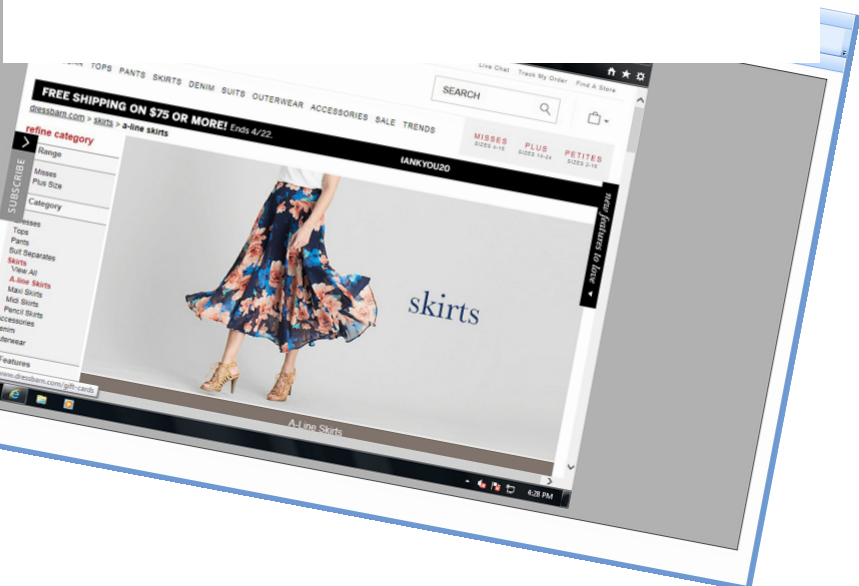 TOPS PANTS SKIRTS DENIM SUITS OUTERWEAR ACCESSORIES SALE TRENDS
Live Chat Track My Order Find A Store
SEARCH
MISSES PLUS PETITES
SIZES 4-18 SIZES 14-24 SIZES 2-16
FREE SHIPPING ON $75 OR MORE! Ends 4/22.
IANKYOU20
dressbarn.com > skirts > a-line skirts
refine category
Range
Misses
Plus Size
Category
Tops
Pants
Suit Separates
Skirts
View All
A-line Skirts
Maxi Skirts
Midi Skirts
Pencil Skirts
Features
www.dressbarn.com/gift-cards
SUBSCRIBE
skirts
new features to love
A-Line Skirts
4:28 PM